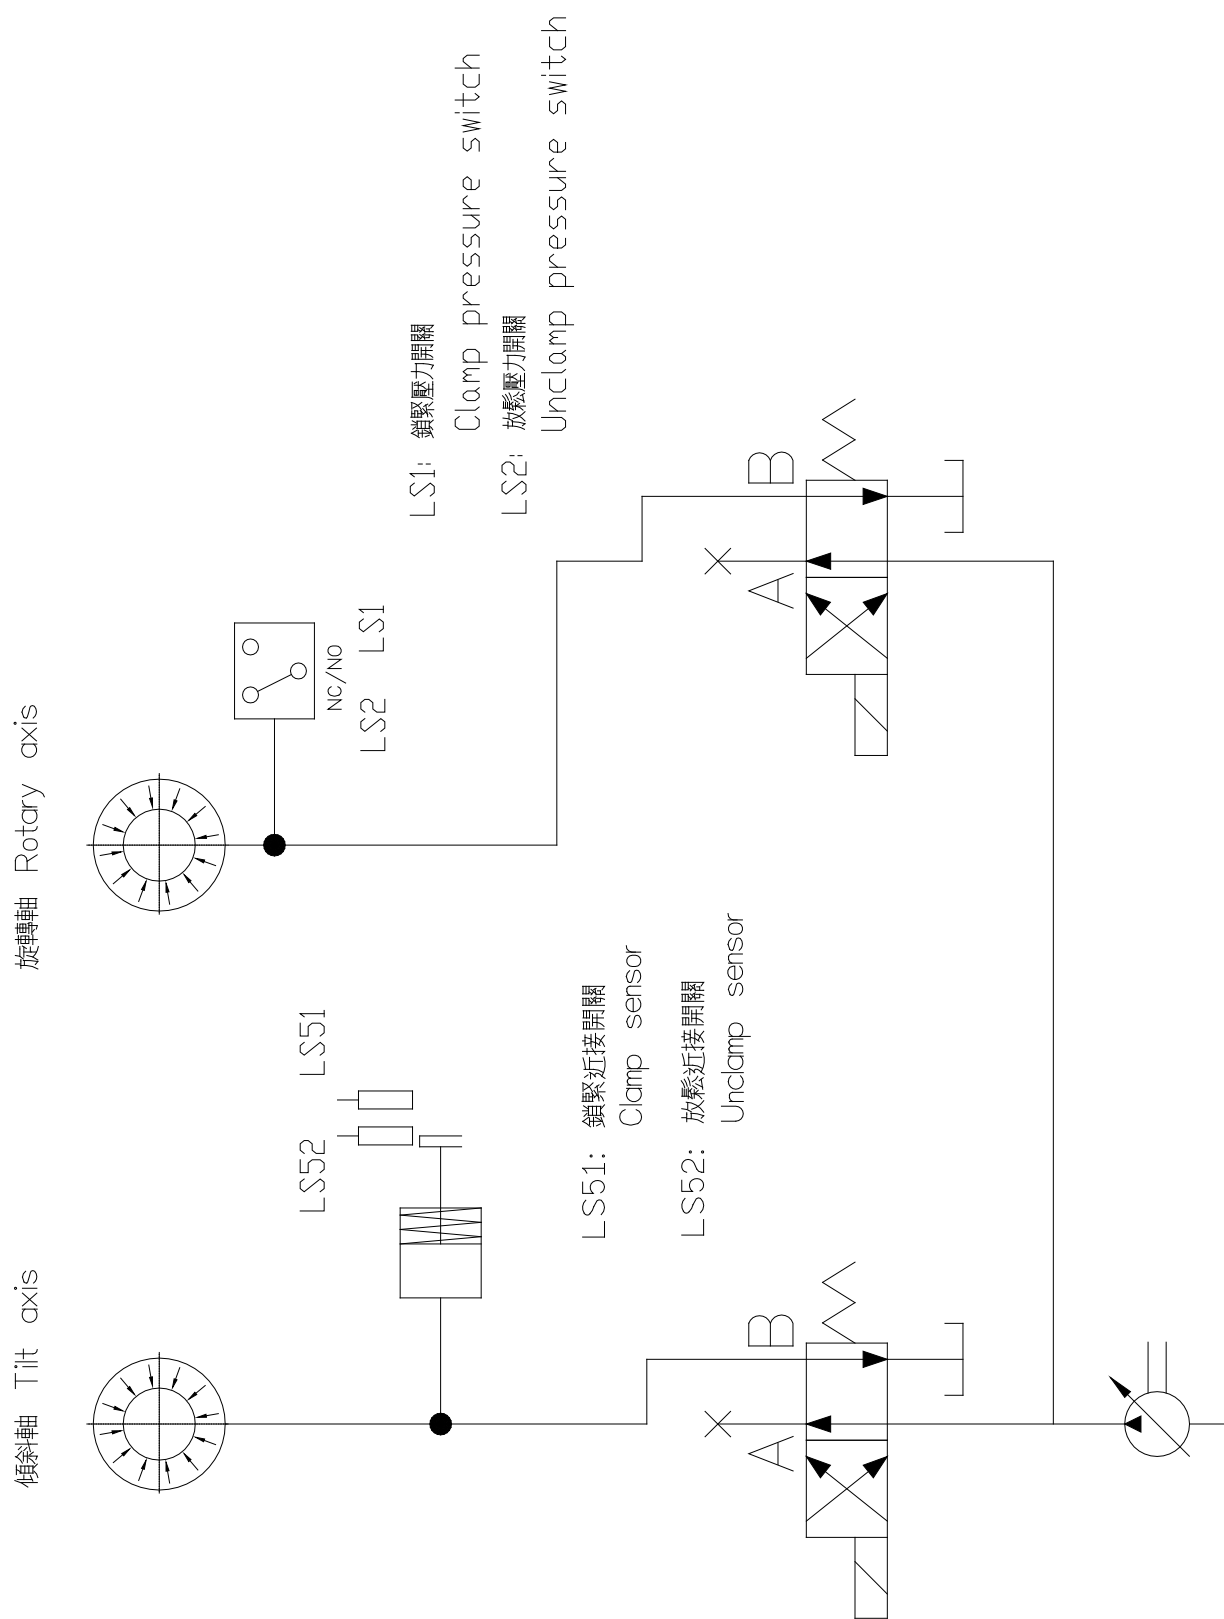 傾斜軸 Tilt axis
旋轉軸 Rotary axis
LS52
LS51
NC/NO
LS2
LS1
LS1: 鎖緊壓力開關
Clamp pressure switch
LS2: 放鬆壓力開關
Unclamp pressure switch
LS51: 鎖緊近接開關
Clamp sensor
LS52: 放鬆近接開關
Unclamp sensor
A
B
A
B